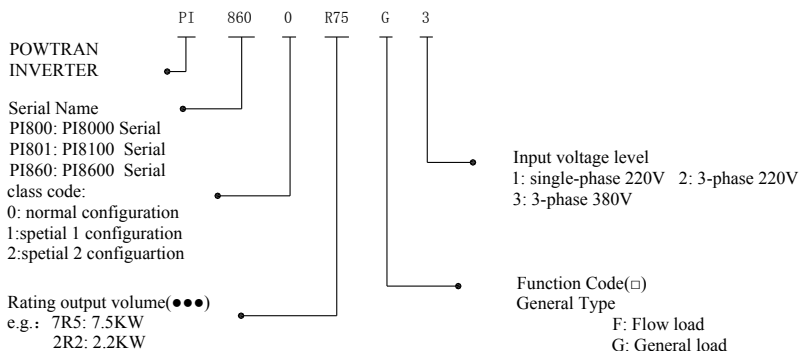 PI 860 0 R75 G 3
POWTRAN
INVERTER
Serial Name
PI800: PI8000 Serial
PI801: PI8100 Serial
PI860: PI8600 Serial
class code:
0: normal configuration
1:spetial 1 configuration
2:spetial 2 configuartion
Rating output volume(●●●)
e.g.: 7R5: 7.5KW
2R2: 2.2KW
Input voltage level
1: single-phase 220V 2: 3-phase 220V
3: 3-phase 380V
Function Code(□)
General Type
F: Flow load
G: General load